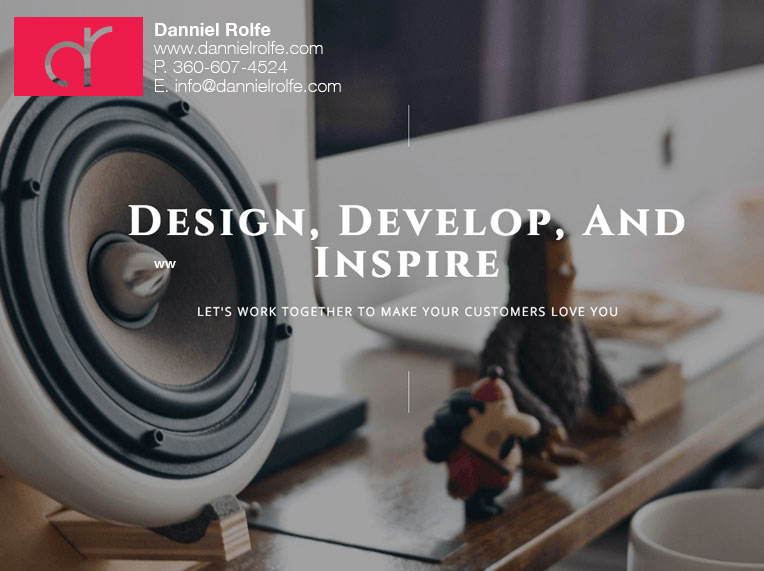 dr
Danniel Rolfe
www.dannielrolfe.com
P. 360-607-4524
E. info@dannielrolfe.com
Design, Develop, And
Inspire
ww
LET'S WORK TOGETHER TO MAKE YOUR CUSTOMERS LOVE YOU